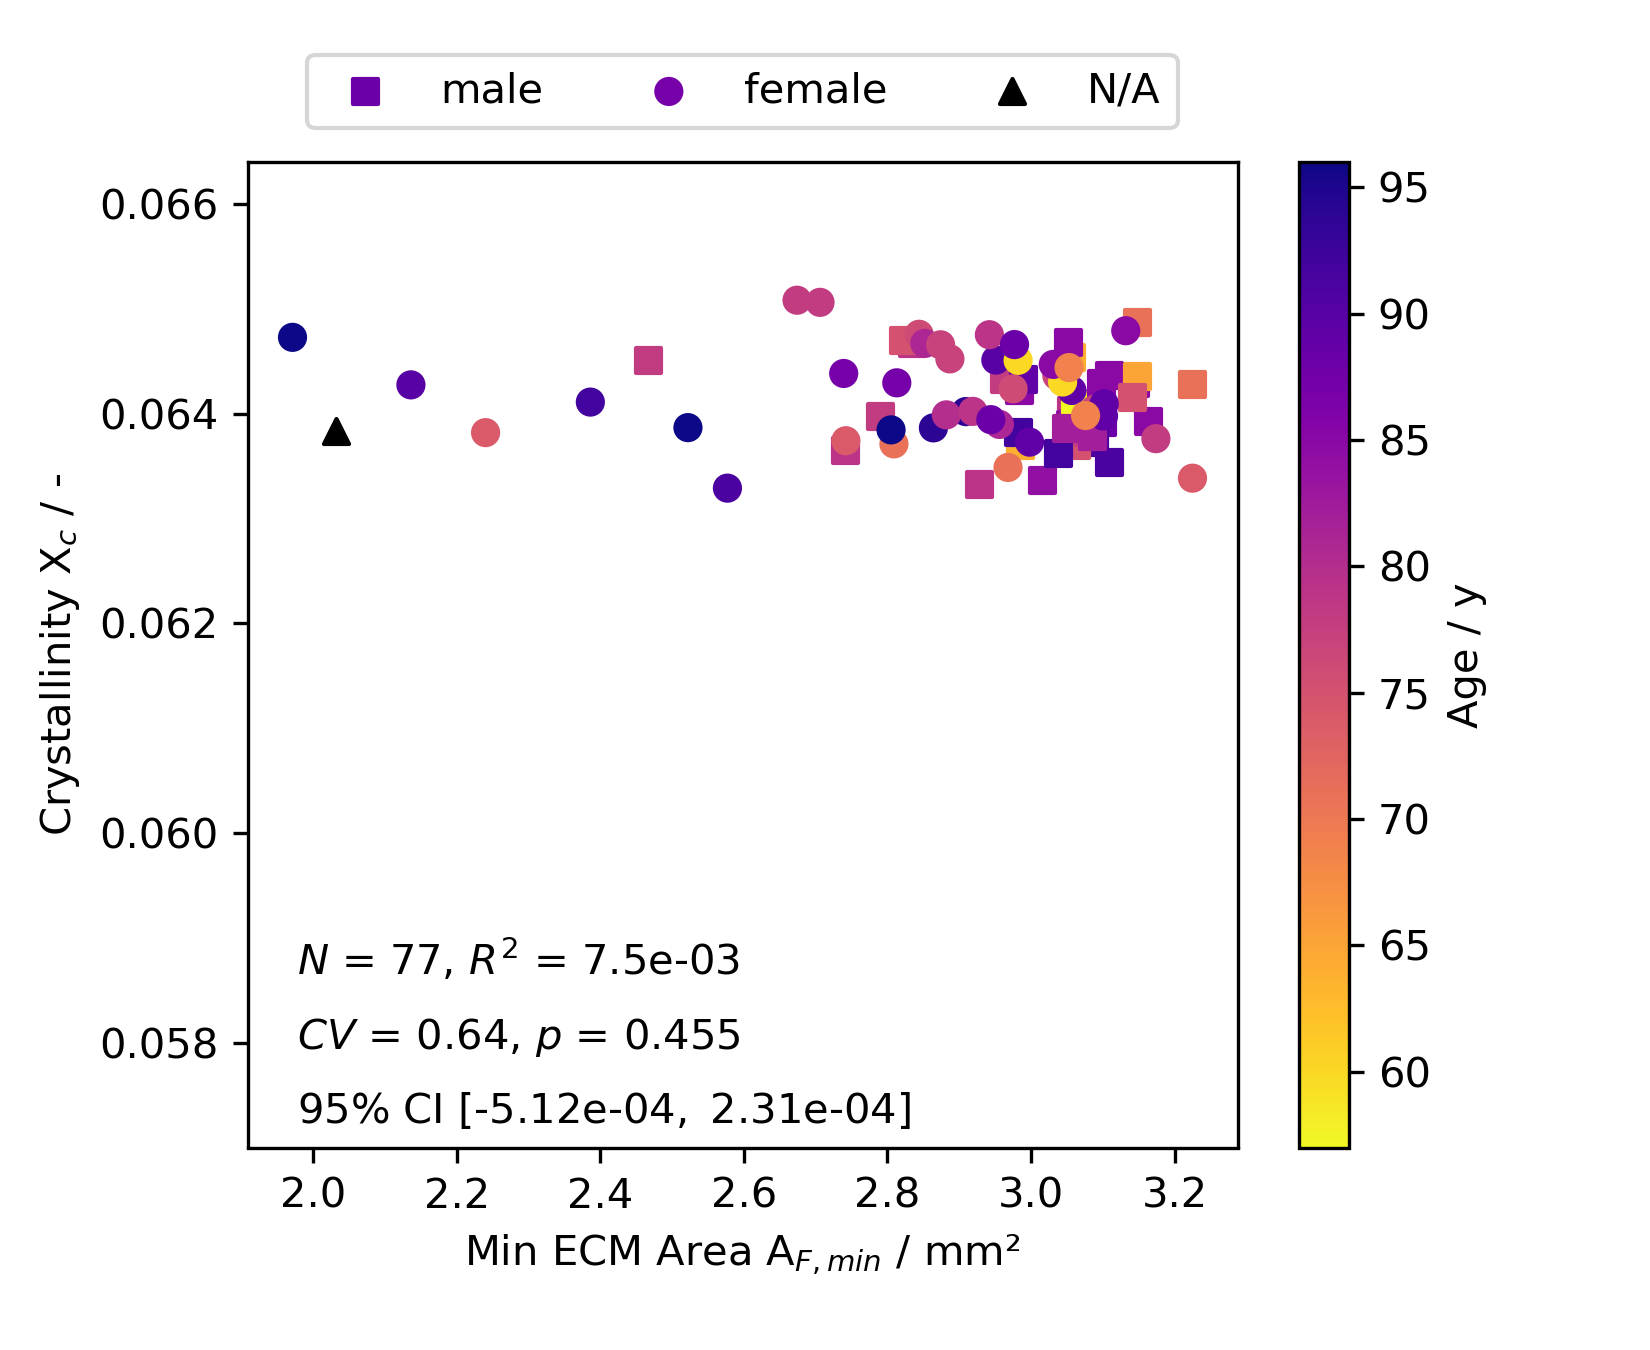 male female N/A
0.066
0.064
0.062
0.060
0.058
Crystallinity X_c / -
N = 77, R² = 7.5e-03
CV = 0.64, p = 0.455
95% CI [-5.12e-04, 2.31e-04]
2.0 2.2 2.4 2.6 2.8 3.0 3.2
Min ECM Area A_F,min / mm²
95
90
85
80
75
70
65
60
Age / y